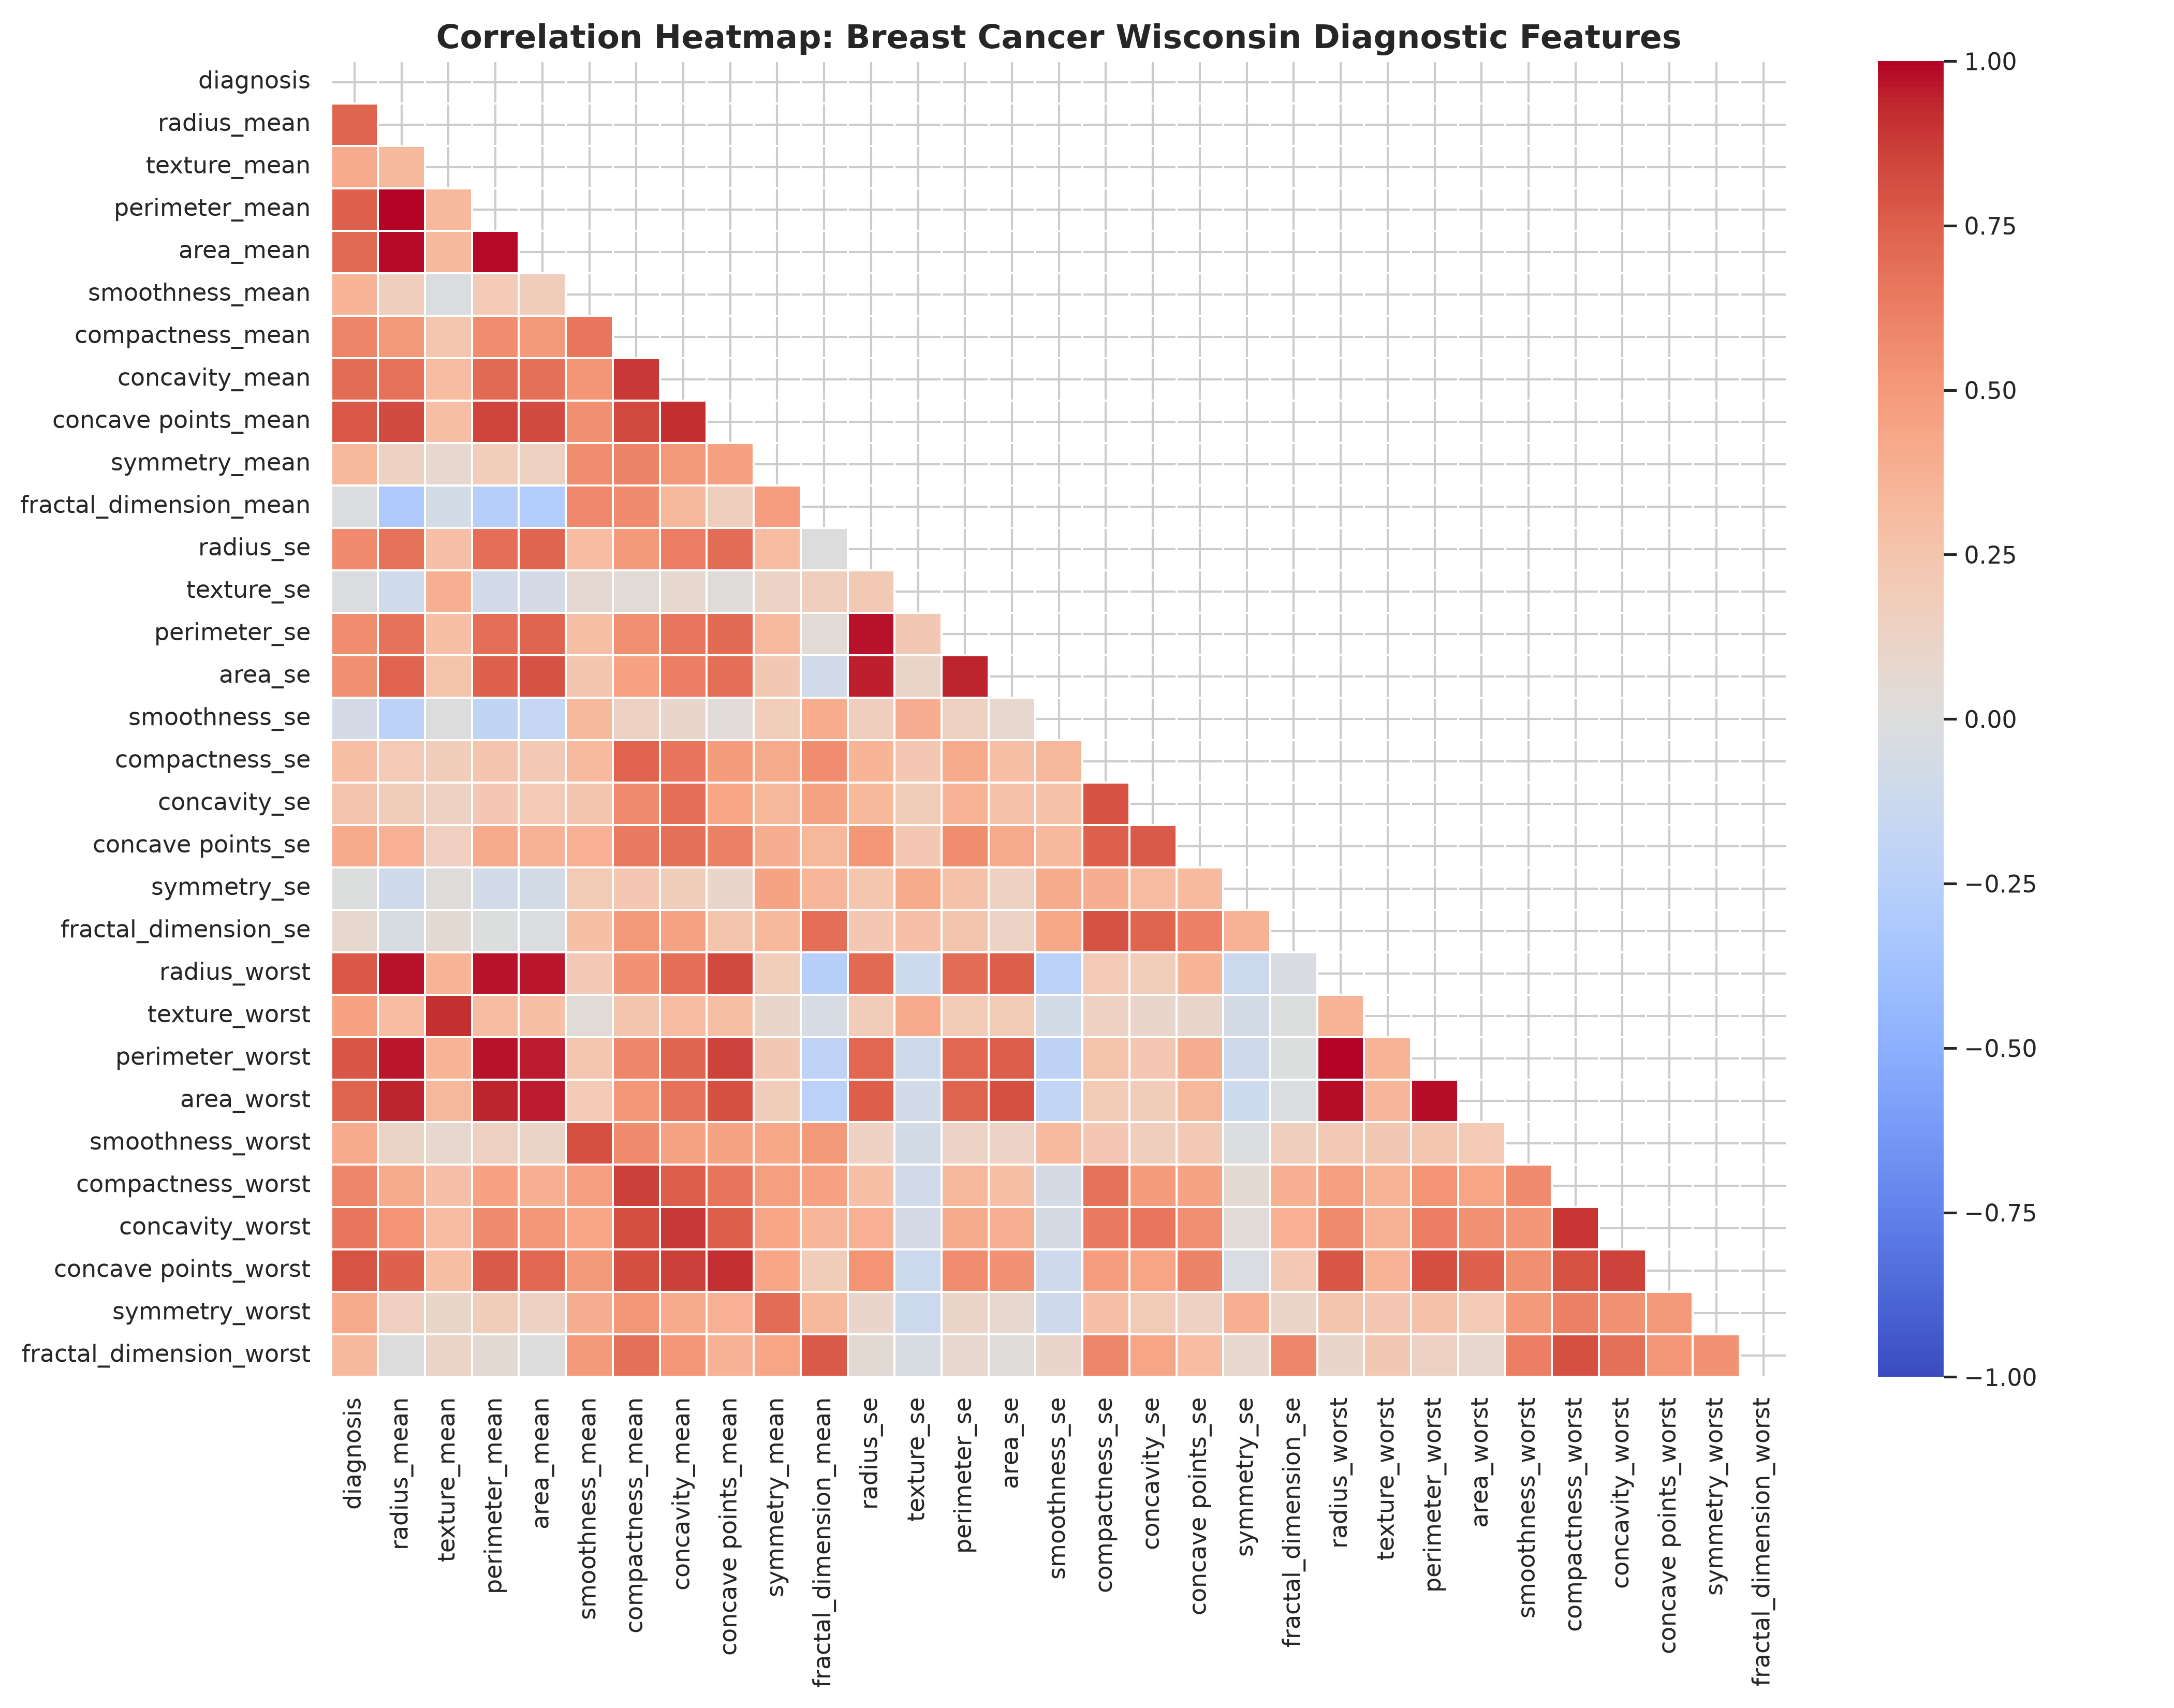 Correlation Heatmap: Breast Cancer Wisconsin Diagnostic Features
diagnosis
radius_mean
texture_mean
perimeter_mean
area_mean
smoothness_mean
compactness_mean
concavity_mean
concave points_mean
symmetry_mean
fractal_dimension_mean
radius_se
texture_se
perimeter_se
area_se
smoothness_se
compactness_se
concavity_se
concave points_se
symmetry_se
fractal_dimension_se
radius_worst
texture_worst
perimeter_worst
area_worst
smoothness_worst
compactness_worst
concavity_worst
concave points_worst
symmetry_worst
fractal_dimension_worst
diagnosis
radius_mean
texture_mean
perimeter_mean
area_mean
smoothness_mean
compactness_mean
concavity_mean
concave points_mean
symmetry_mean
fractal_dimension_mean
radius_se
texture_se
perimeter_se
area_se
smoothness_se
compactness_se
concavity_se
concave points_se
symmetry_se
fractal_dimension_se
radius_worst
texture_worst
perimeter_worst
area_worst
smoothness_worst
compactness_worst
concavity_worst
concave points_worst
symmetry_worst
fractal_dimension_worst
1.00
0.75
0.50
0.25
0.00
−0.25
−0.50
−0.75
−1.00